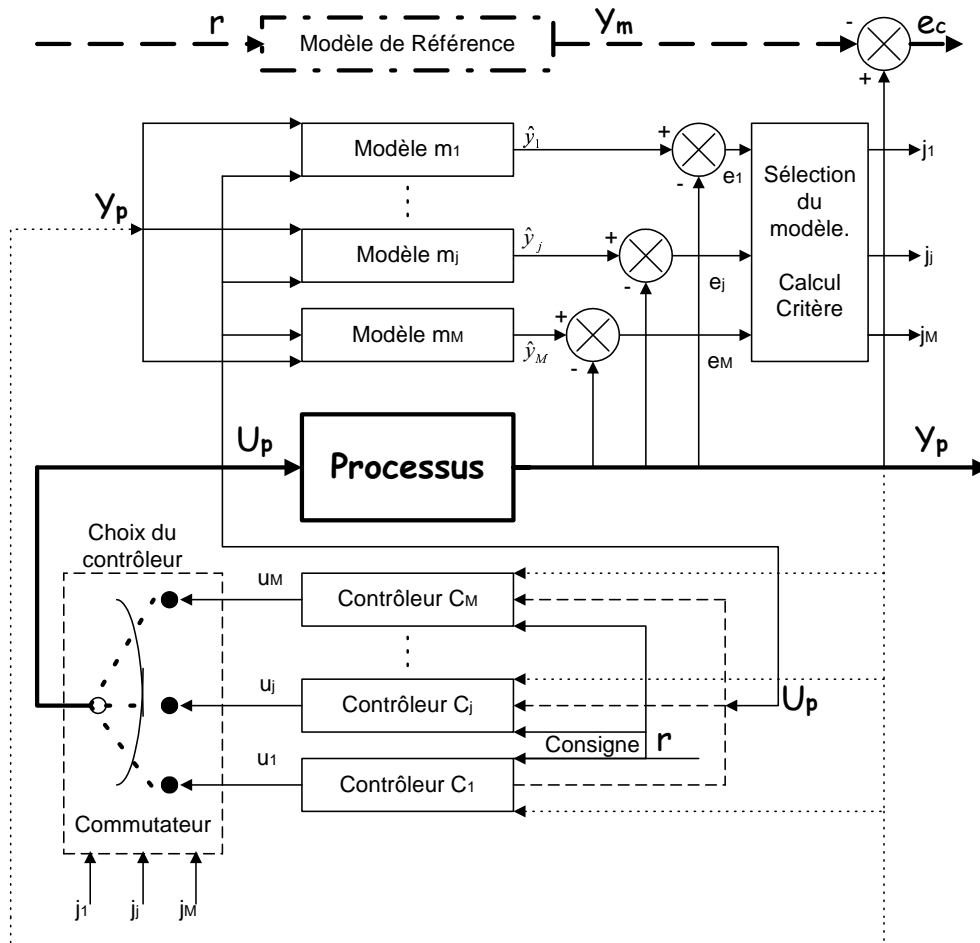 r
Modèle de Référence
Ym
-
ec
+
Modèle m1
ŷ1
+
-
e1
Sélection
du
modèle.
Calcul
Critère
j1
Yp
Modèle mj
ŷj
+
-
ej
jj
Modèle mM
ŷM
+
-
eM
jM
Up
Processus
Yp
Choix du
contrôleur
uM
Contrôleur CM
uj
Contrôleur Cj
Up
Consigne r
u1
Contrôleur C1
Commutateur
j1
jj
jM